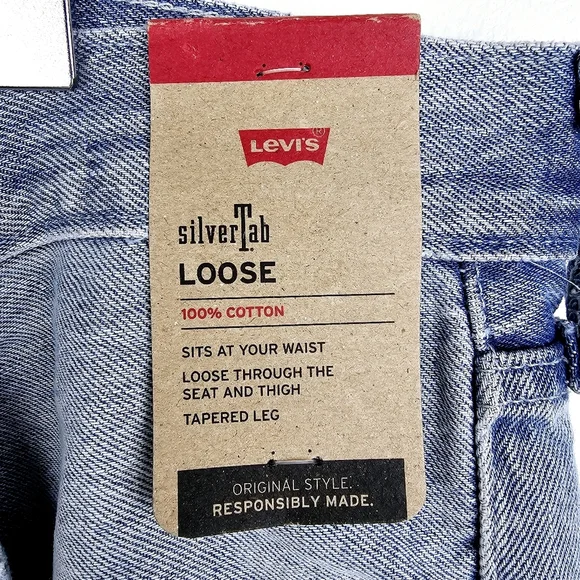 LEVI'S ®
silverTab
LOOSE
100% COTTON
SITS AT YOUR WAIST
LOOSE THROUGH THE
SEAT AND THIGH
TAPERED LEG
ORIGINAL STYLE.
RESPONSIBLY MADE.